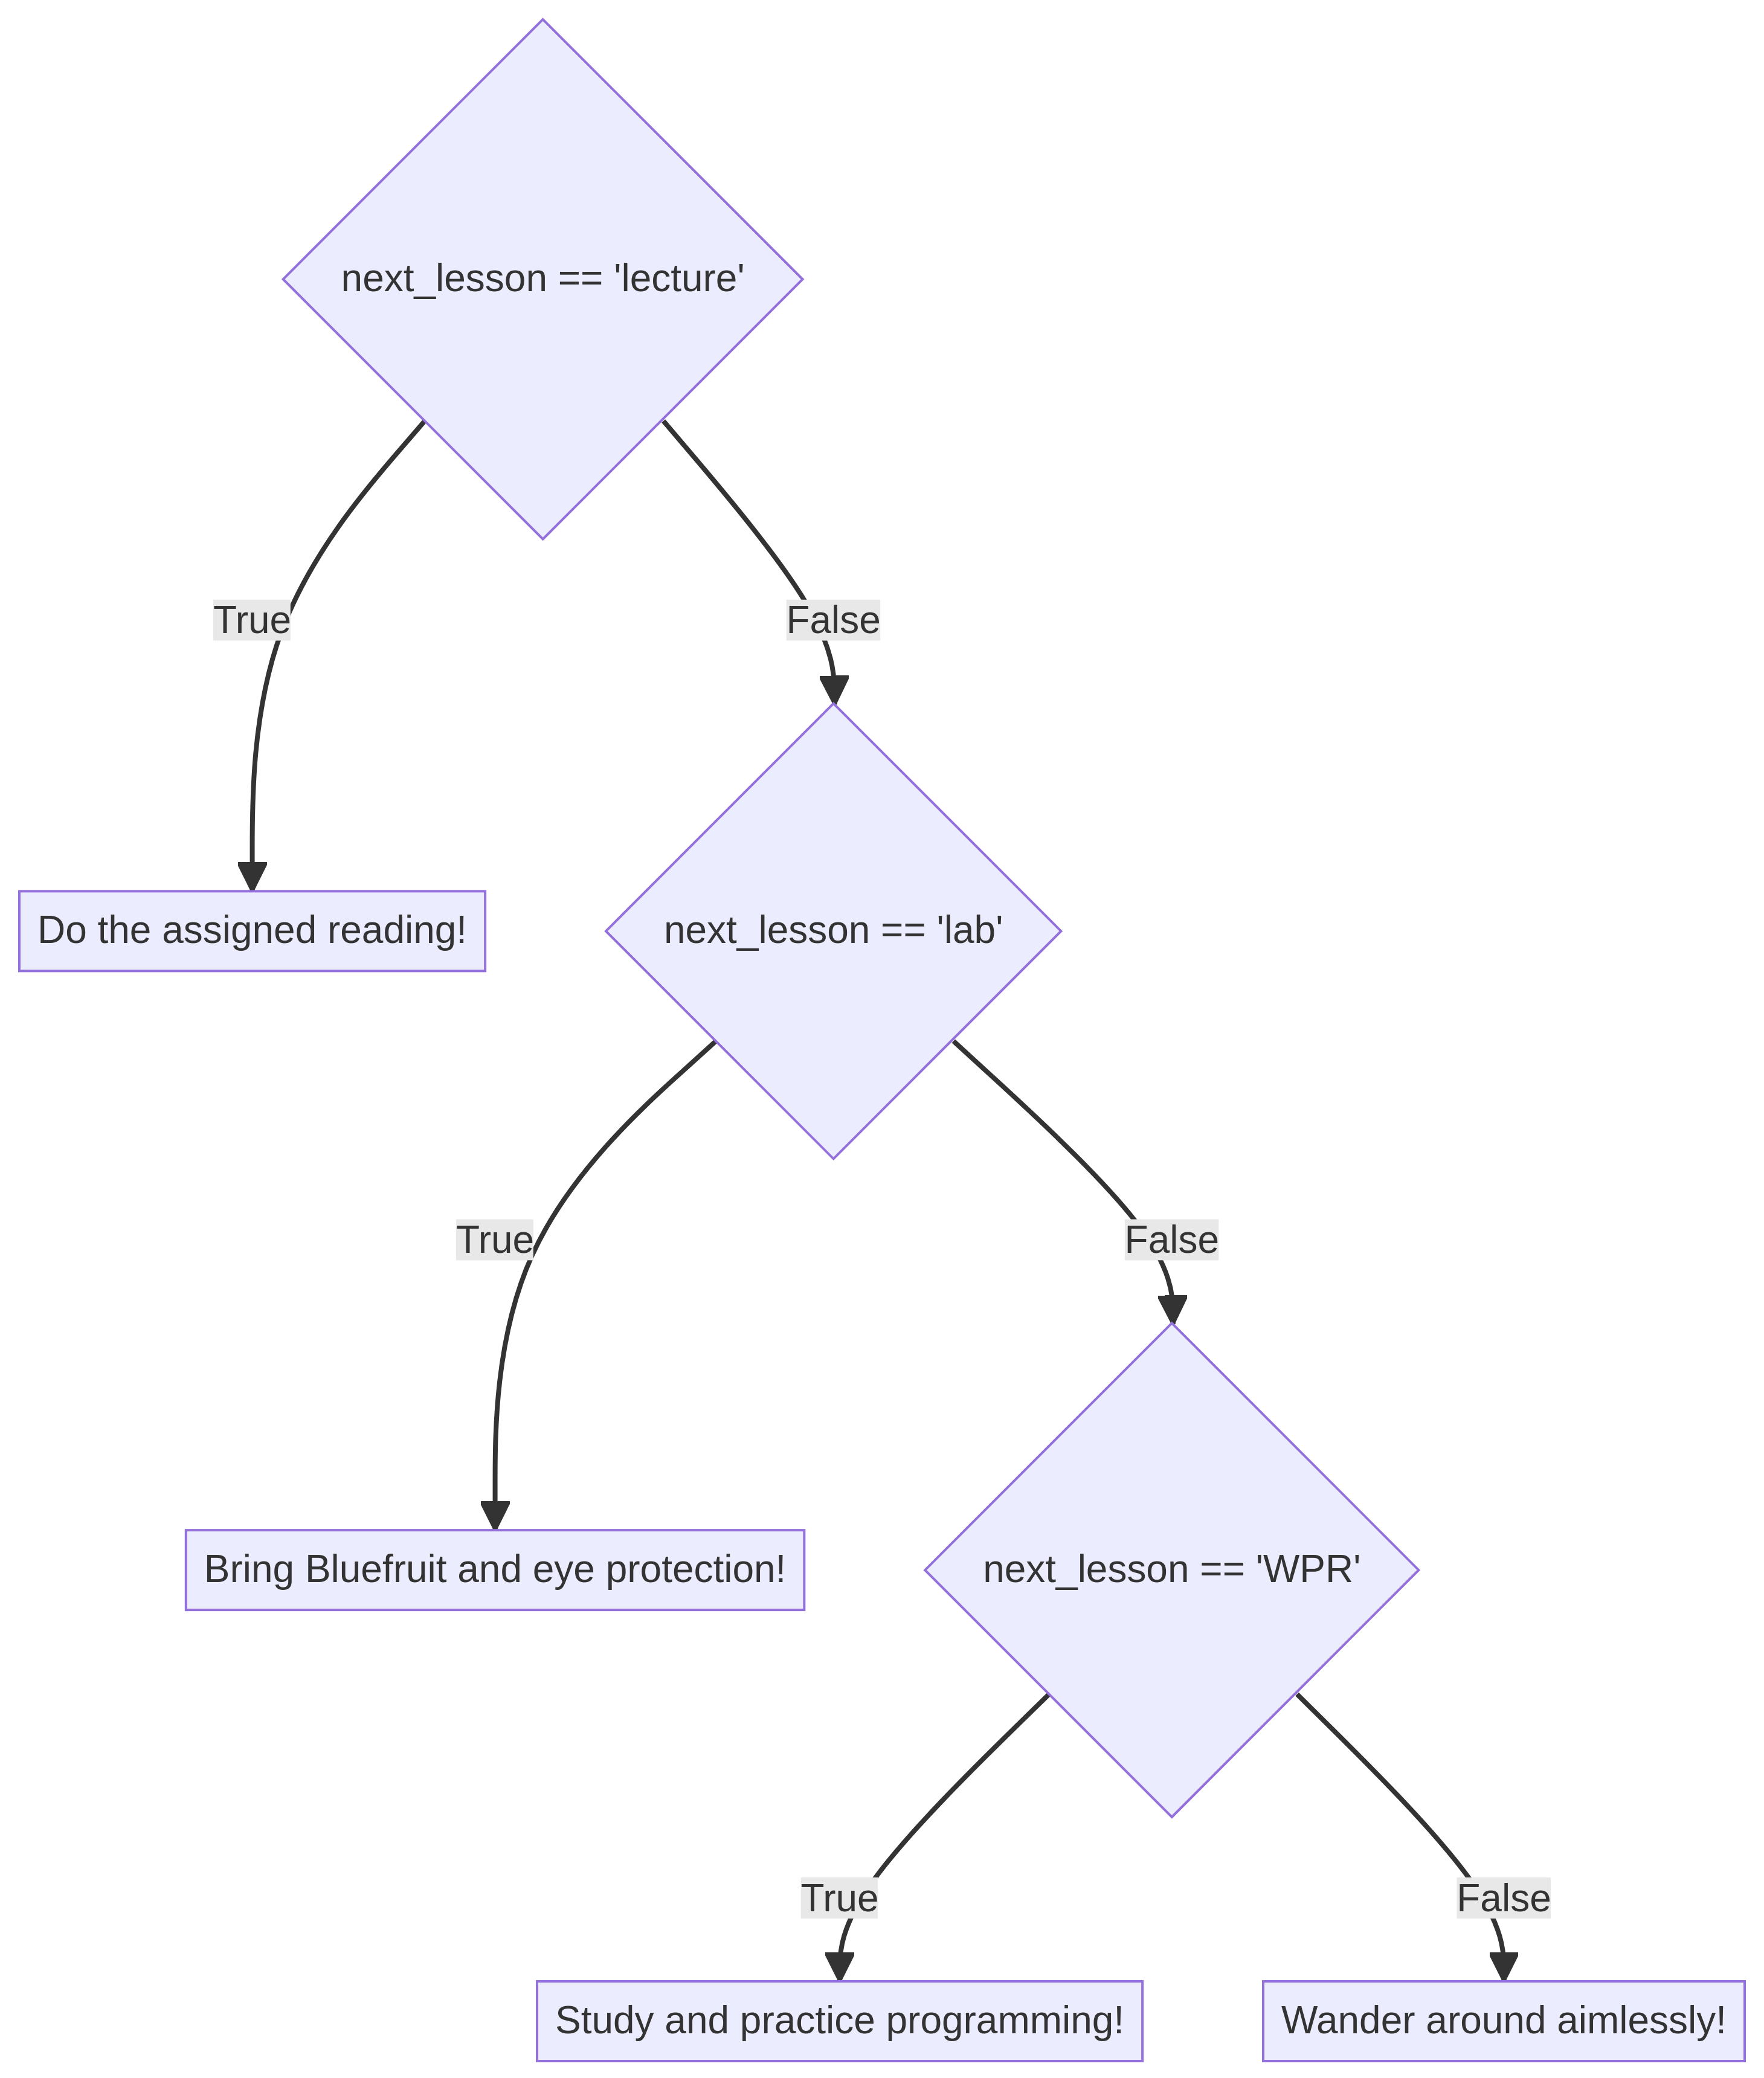 next_lesson == 'lecture'
True
False
Do the assigned reading!
next_lesson == 'lab'
True
False
Bring Bluefruit and eye protection!
next_lesson == 'WPR'
True
False
Study and practice programming!
Wander around aimlessly!